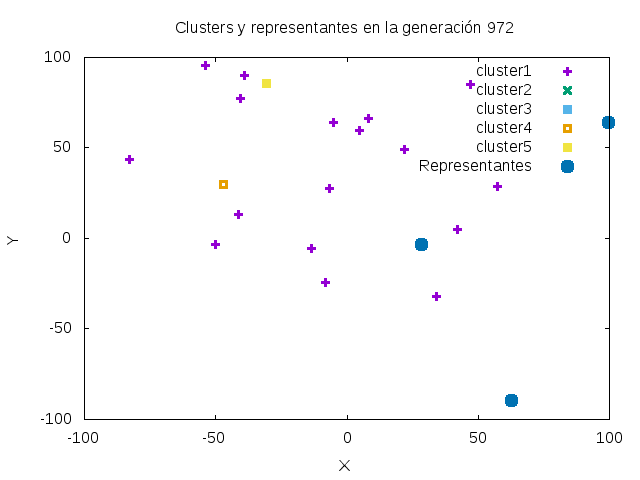 Clusters y representantes en la generación 972
100
50
0
-50
-100
-100
-50
0
50
100
X
Y
cluster1
cluster2
cluster3
cluster4
cluster5
Representantes